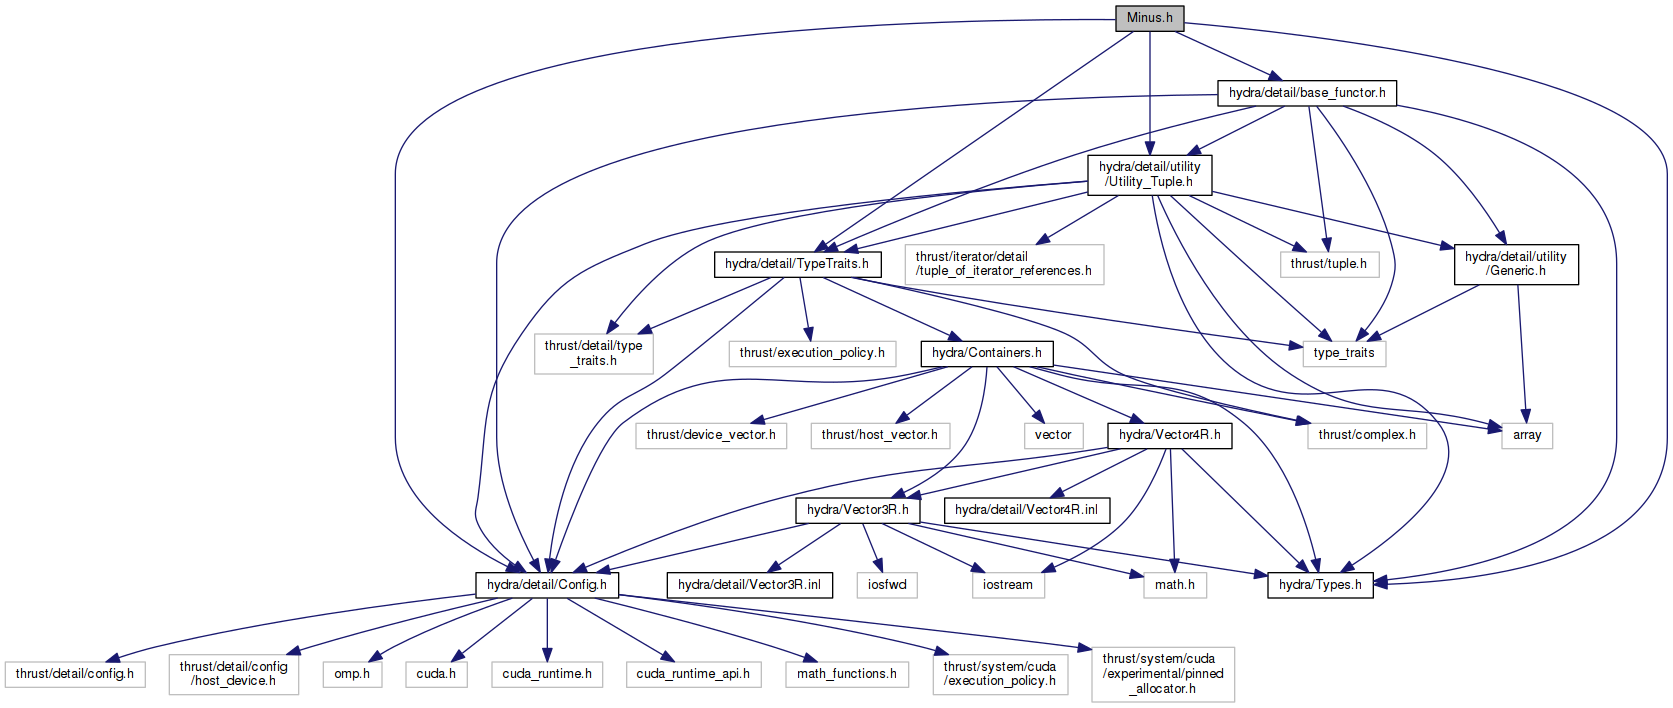 Minus.h
hydra/detail/base_functor.h
hydra/detail/utility
/Utility_Tuple.h
hydra/detail/TypeTraits.h
thrust/iterator/detail
/tuple_of_iterator_references.h
thrust/tuple.h
hydra/detail/utility
/Generic.h
thrust/detail/type
_traits.h
thrust/execution_policy.h
hydra/Containers.h
type_traits
thrust/device_vector.h
thrust/host_vector.h
vector
hydra/Vector4R.h
thrust/complex.h
array
hydra/Vector3R.h
hydra/detail/Vector4R.inl
hydra/detail/Config.h
hydra/detail/Vector3R.inl
iosfwd
iostream
math.h
hydra/Types.h
thrust/detail/config.h
thrust/detail/config
/host_device.h
omp.h
cuda.h
cuda_runtime.h
cuda_runtime_api.h
math_functions.h
thrust/system/cuda
/execution_policy.h
thrust/system/cuda
/experimental/pinned
_allocator.h